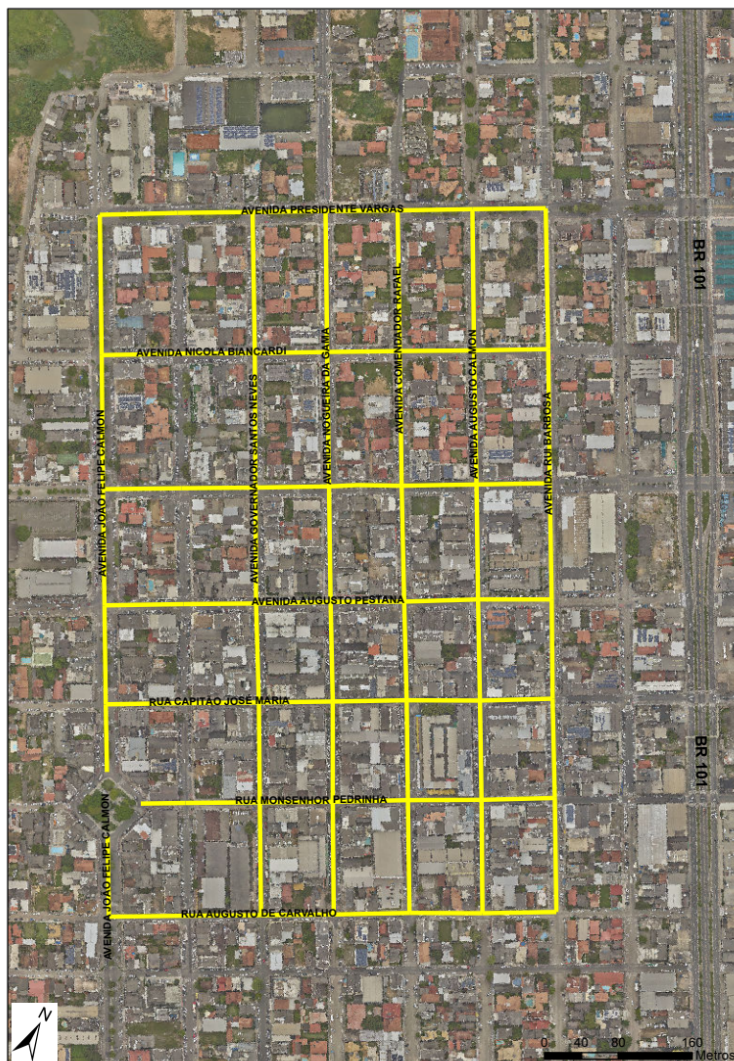 AVENIDA PRESIDENTE VARGAS
BR 101
AVENIDA COMENDADOR RAFAEL
AVENIDA NOGUEIRA DA GAMA
AVENIDA AUGUSTO CALMON
AVENIDA NICOLA BIANCARDI
AVENIDA GOVERNADOR SANTOS NEVES
AVENIDA RUI BARBOSA
AVENIDA JOÃO FELIPE CALMON
AVENIDA AUGUSTO PESTANA
RUA CAPITÃO JOSÉ MARIA
BR 101
RUA MONSENHOR PEDRINHA
AVENIDA JOÃO FELIPE CALMON
RUA AUGUSTO DE CARVALHO
N
0 40 80 160
Metros